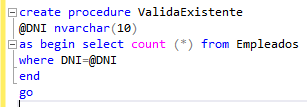 create procedure ValidaExistente
@DNI nvarchar(10)
as begin select count (*) from Empleados
where DNI=@DNI
end
go